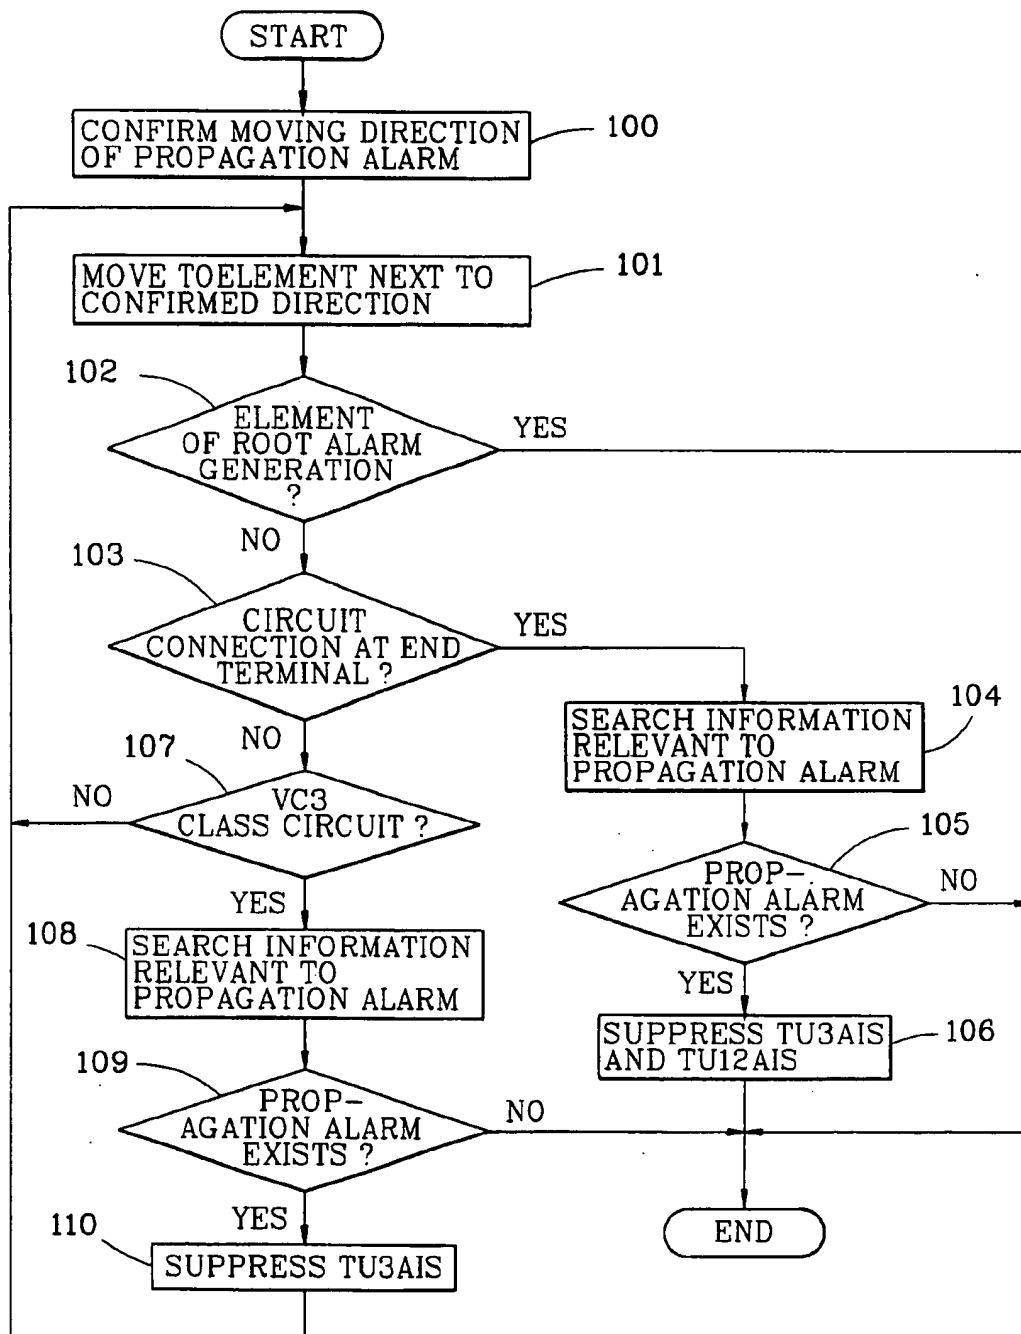 START
CONFIRM MOVING DIRECTION
OF PROPAGATION ALARM
100
MOVE TOELEMENT NEXT TO
CONFIRMED DIRECTION
101
102
ELEMENT
OF ROOT ALARM
GENERATION
?
YES
NO
103
CIRCUIT
CONNECTION AT END
TERMINAL ?
YES
NO
104
SEARCH INFORMATION
RELEVANT TO
PROPAGATION ALARM
107
VC3
CLASS CIRCUIT ?
NO
YES
105
PROP-
AGATION ALARM
EXISTS ?
NO
YES
108
SEARCH INFORMATION
RELEVANT TO
PROPAGATION ALARM
SUPPRESS TU3AIS
AND TU12AIS
106
109
PROP-
AGATION ALARM
EXISTS ?
NO
YES
110
SUPPRESS TU3AIS
END